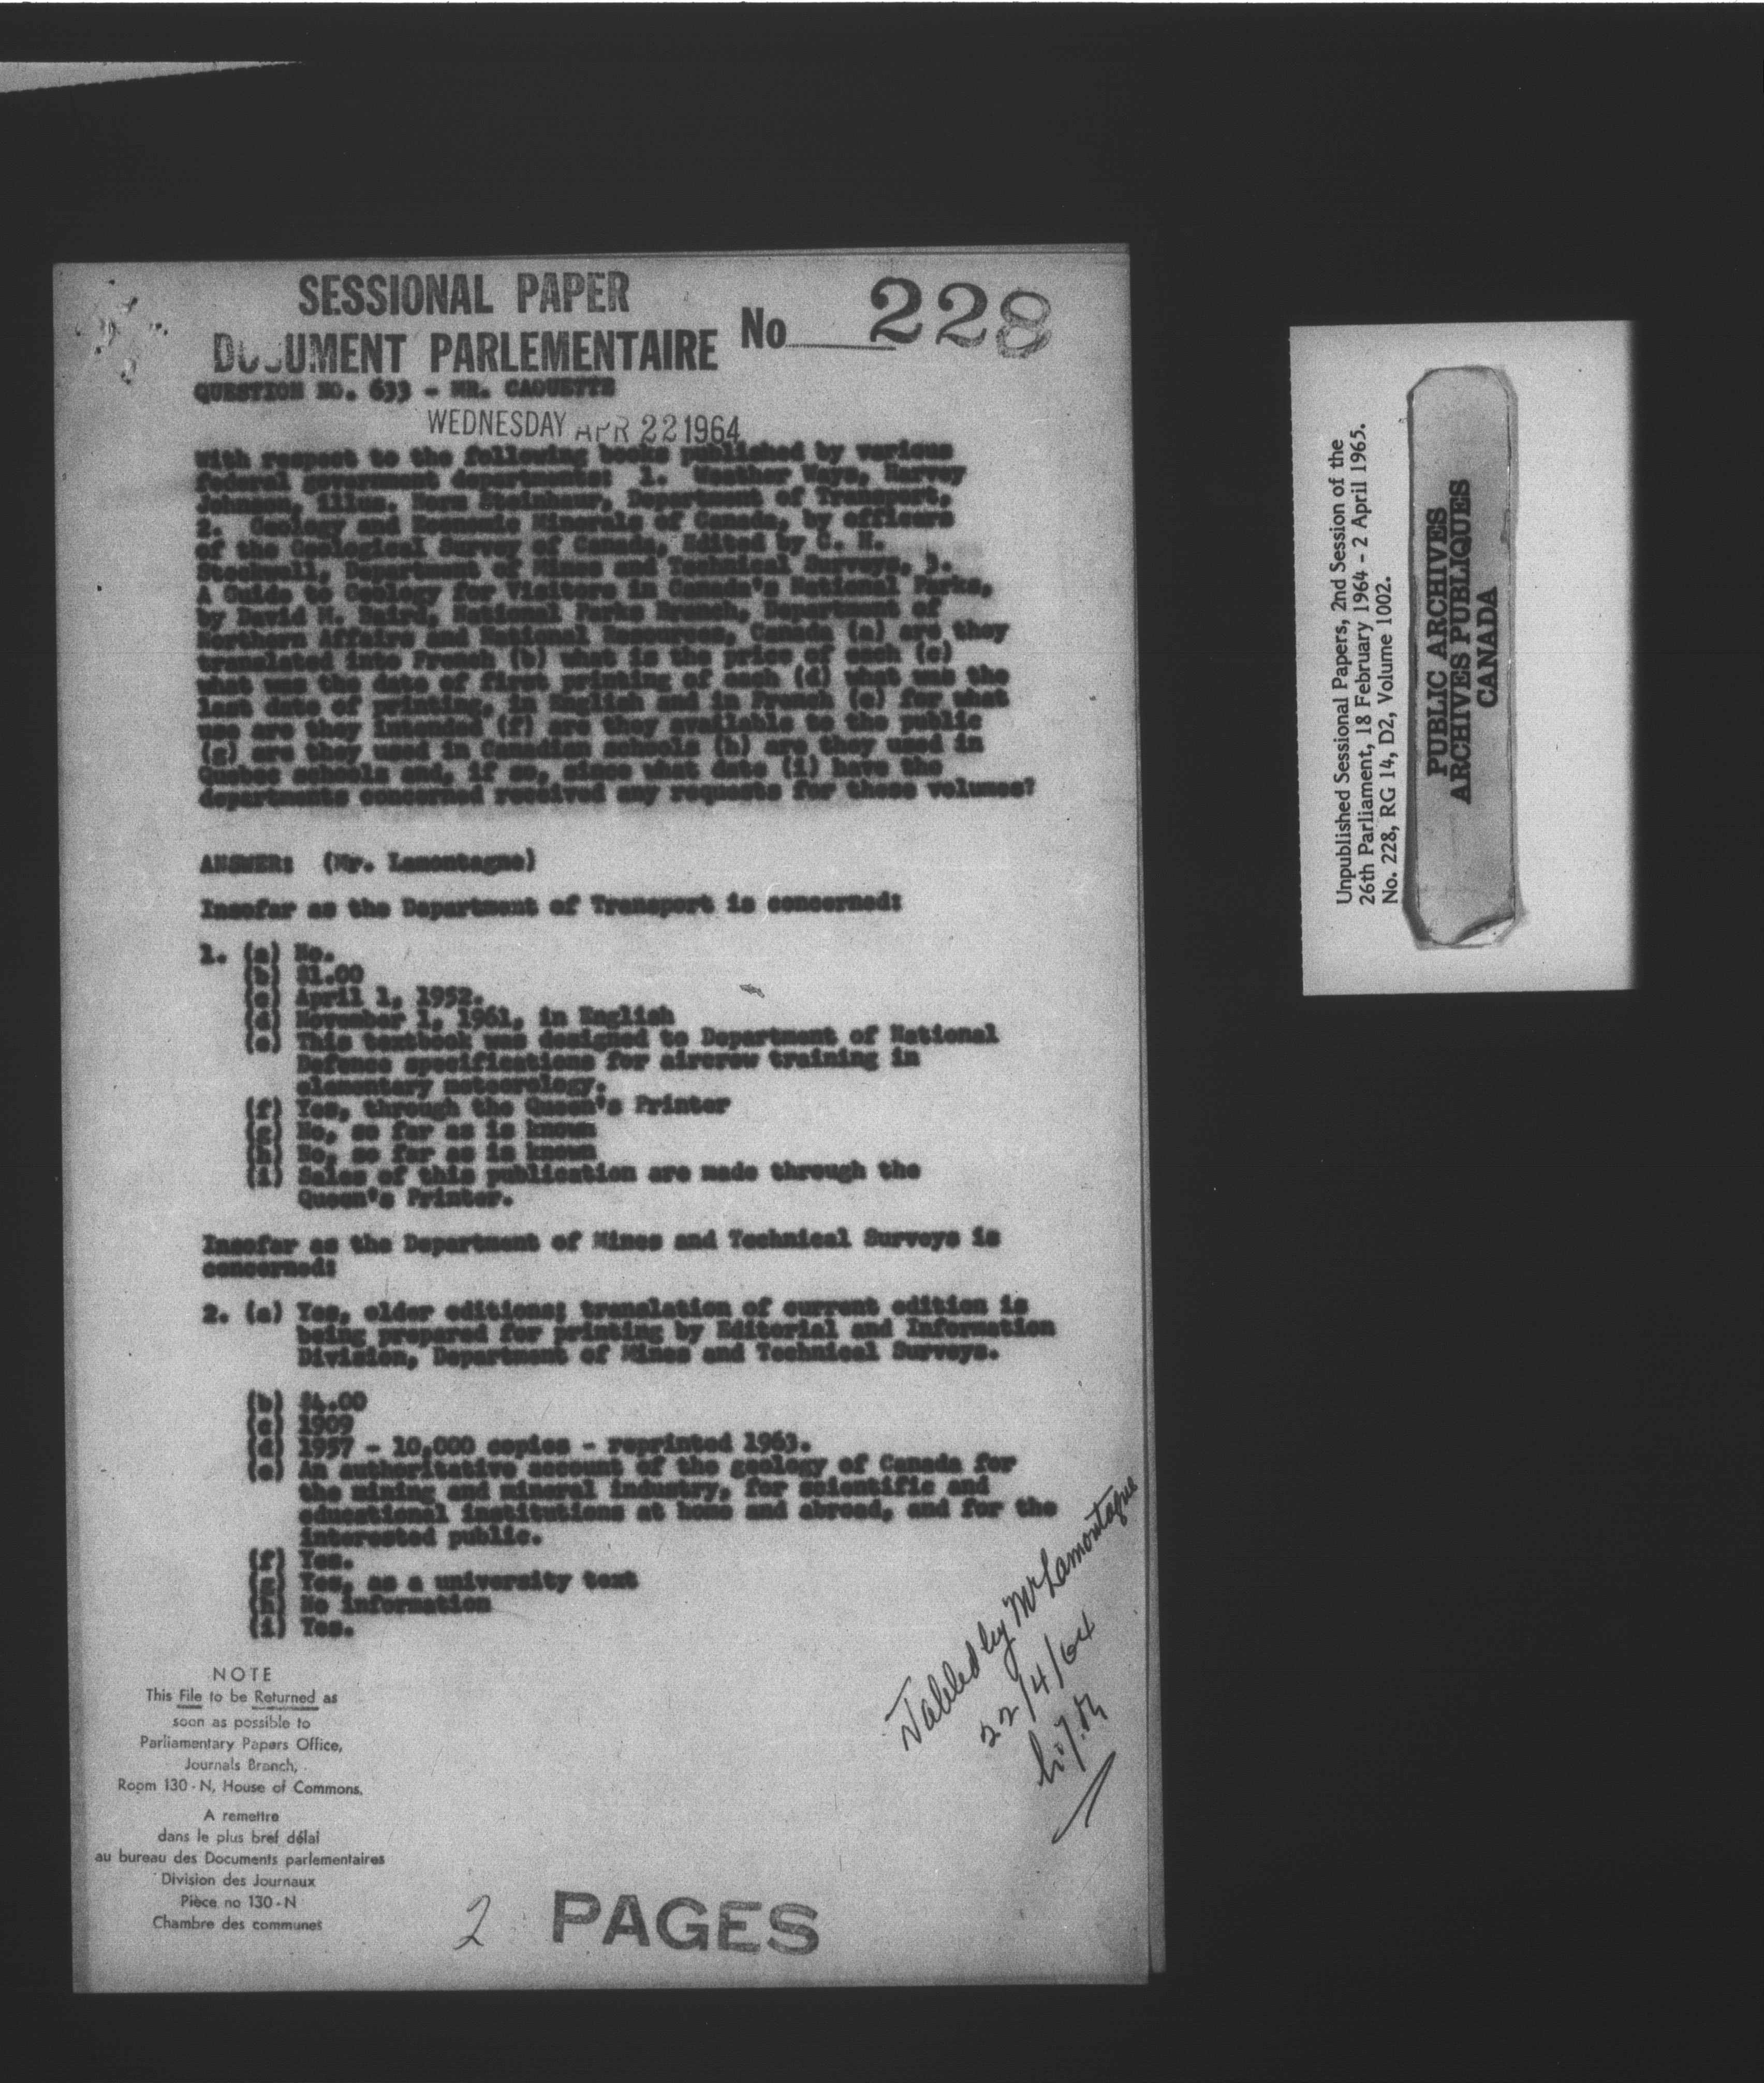 SESSIONAL PAPER
DOCUMENT PARLEMENTAIRE No 228
QUESTION NO. 633 - MR. CAOUETTE
WEDNESDAY APR 22 1964
With respect to the following books published by various
federal government departments: 1. Weather Ways, Harvey
Johnson, illus. Norn Steinhaur, Department of Transport,
2. Geology and Economic Minerals of Canada, by officers
of the Geological Survey of Canada, Edited by C. H.
Stockwell, Department of Mines and Technical Surveys, 3.
A Guide to Geology for Visitors in Canada's National Parks,
by David M. Baird, National Parks Branch, Department of
Northern Affairs and National Resources, Canada (a) are they
translated into French (b) what is the price of each (c)
what was the date of first printing of each (d) what was the
last date of printing, in English and in French (e) for what
use are they intended (f) are they available to the public
(g) are they used in Canadian schools (h) are they used in
Quebec schools and, if so, since what date (i) have the
departments concerned received any requests for these volumes?
ANSWER: (Mr. Lamontagne)
Insofar as the Department of Transport is concerned:
1. (a) No.
(b) $1.00
(c) April 1, 1952.
(d) November 1, 1961, in English
(e) This textbook was designed to Department of National
Defence specifications for aircrew training in
elementary meteorology.
(f) Yes, through the Queen's Printer
(g) No, so far as is known
(h) No, so far as is known
(i) Sales of this publication are made through the
Queen's Printer.
Insofar as the Department of Mines and Technical Surveys is
concerned:
2. (a) Yes, older editions; translation of current edition is
being prepared for printing by Editorial and Information
Division, Department of Mines and Technical Surveys.
(b) $4.00
(c) 1909
(d) 1957 - 10,000 copies - reprinted 1963.
(e) An authoritative account of the geology of Canada for
the mining and mineral industry, for scientific and
educational institutions at home and abroad, and for the
interested public.
(f) Yes.
(g) Yes, as a university text
(h) No information
(i) Yes.
Tabled by Mr Lamontagne
22/4/64
NOTE
This File to be Returned as
soon as possible to
Parliamentary Papers Office,
Journals Branch,
Room 130-N, House of Commons.
A remettre
dans le plus bref délai
au bureau des Documents parlementaires
Division des Journaux
Pièce no 130-N
Chambre des communes
2 PAGES
Unpublished Sessional Papers, 2nd Session of the
26th Parliament, 18 February 1964 - 2 April 1965.
No. 228, RG 14, D2, Volume 1002.
PUBLIC ARCHIVES
ARCHIVES PUBLIQUES
CANADA